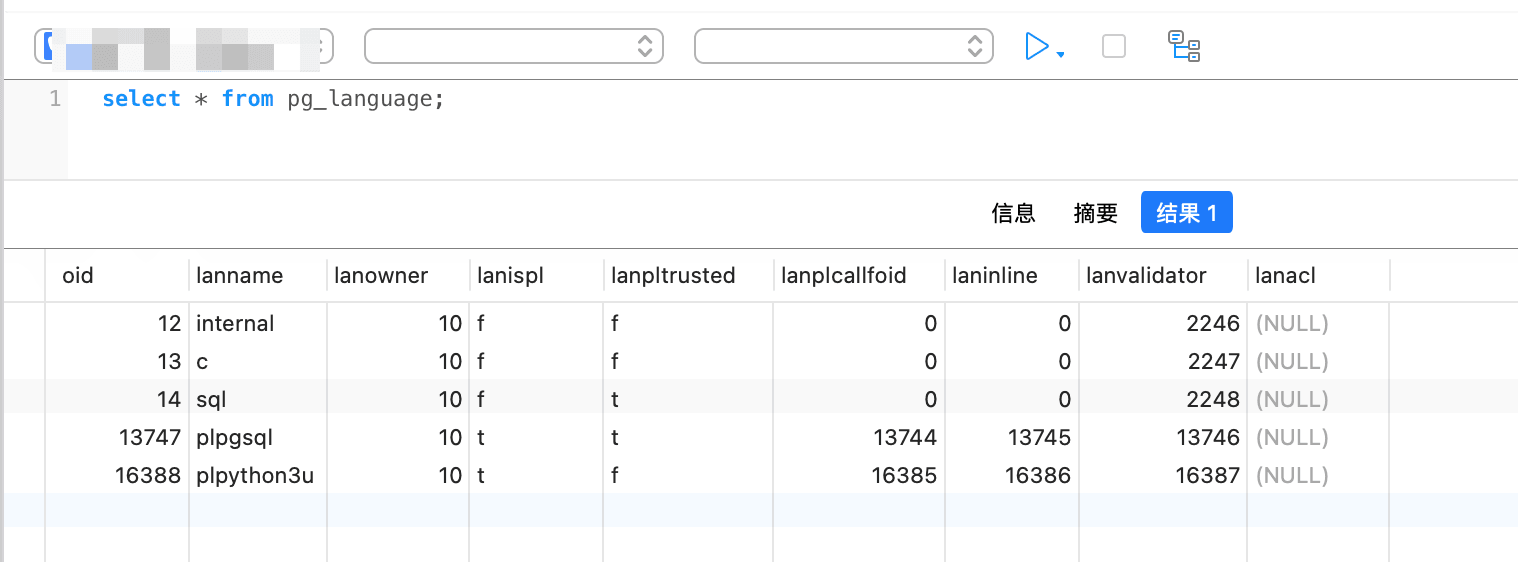 1 select * from pg_language;
信息 摘要 结果 1
oid lanname lanowner lanispl lanpltrusted lanplcallfoid laninline lanvalidator lanacl
12 internal 10 f f 0 0 2246 (NULL)
13 c 10 f f 0 0 2247 (NULL)
14 sql 10 f t 0 0 2248 (NULL)
13747 plpgsql 10 t t 13744 13745 13746 (NULL)
16388 plpython3u 10 t f 16385 16386 16387 (NULL)